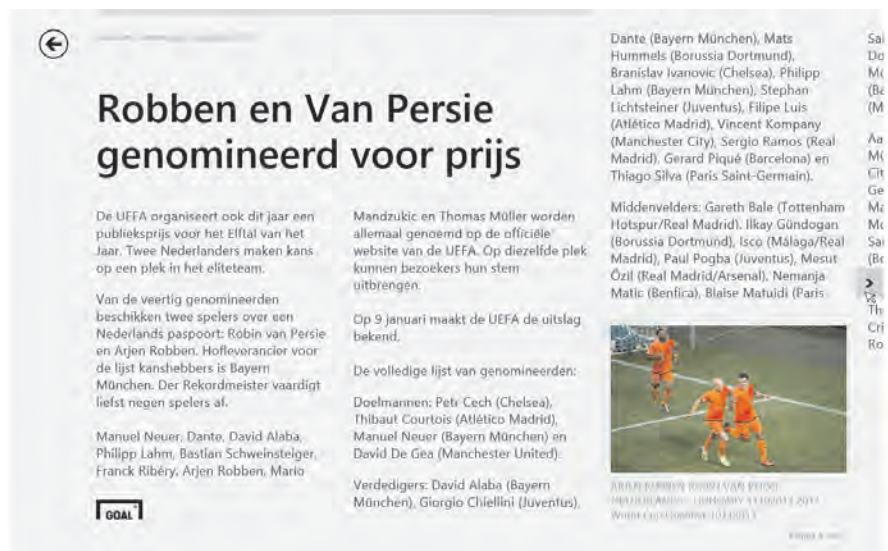 Robben en Van Persie
genomineerd voor prijs
De UEFA organiseert ook dit jaar een
publieksprijs voor het Elftal van het
Jaar. Twee Nederlanders maken kans
op een plek in het eliteteam.
Van de veertig genomineerden
beschikken twee spelers over een
Nederlands paspoort: Robin van Persie
en Arjen Robben. Hofleverancier voor
de lijst kanshebbers is Bayern
München. Der Rekordmeister vaardigt
liefst negen spelers af.
Manuel Neuer, Dante, David Alaba,
Philipp Lahm, Bastian Schweinsteiger,
Franck Ribéry, Arjen Robben, Mario
GOAL
Mandzukic en Thomas Müller worden
allemaal genoemd op de officiële
website van de UEFA. Op diezelfde plek
kunnen bezoekers hun stem
uitbrengen.
Op 9 januari maakt de UEFA de uitslag
bekend.
De volledige lijst van genomineerden:
Doelmannen: Petr Cech (Chelsea),
Thibaut Courtois (Atlético Madrid),
Manuel Neuer (Bayern München) en
David De Gea (Manchester United).
Verdedigers: David Alaba (Bayern
München), Giorgio Chiellini (Juventus),
Dante (Bayern München), Mats
Hummels (Borussia Dortmund),
Branislav Ivanovic (Chelsea), Philipp
Lahm (Bayern München), Stephan
Lichtsteiner (Juventus), Filipe Luis
(Atlético Madrid), Vincent Kompany
(Manchester City), Sergio Ramos (Real
Madrid), Gerard Piqué (Barcelona) en
Thiago Silva (Paris Saint-Germain).
Middenvelders: Gareth Bale (Tottenham
Hotspur/Real Madrid). Ilkay Gündogan
(Borussia Dortmund), Isco (Málaga/Real
Madrid), Paul Pogba (Juventus), Mesut
Özil (Real Madrid/Arsenal), Nemanja
Matic (Benfica), Blaise Matuidi (Paris
ARJEN ROBBEN ROBIN VAN PERSIE